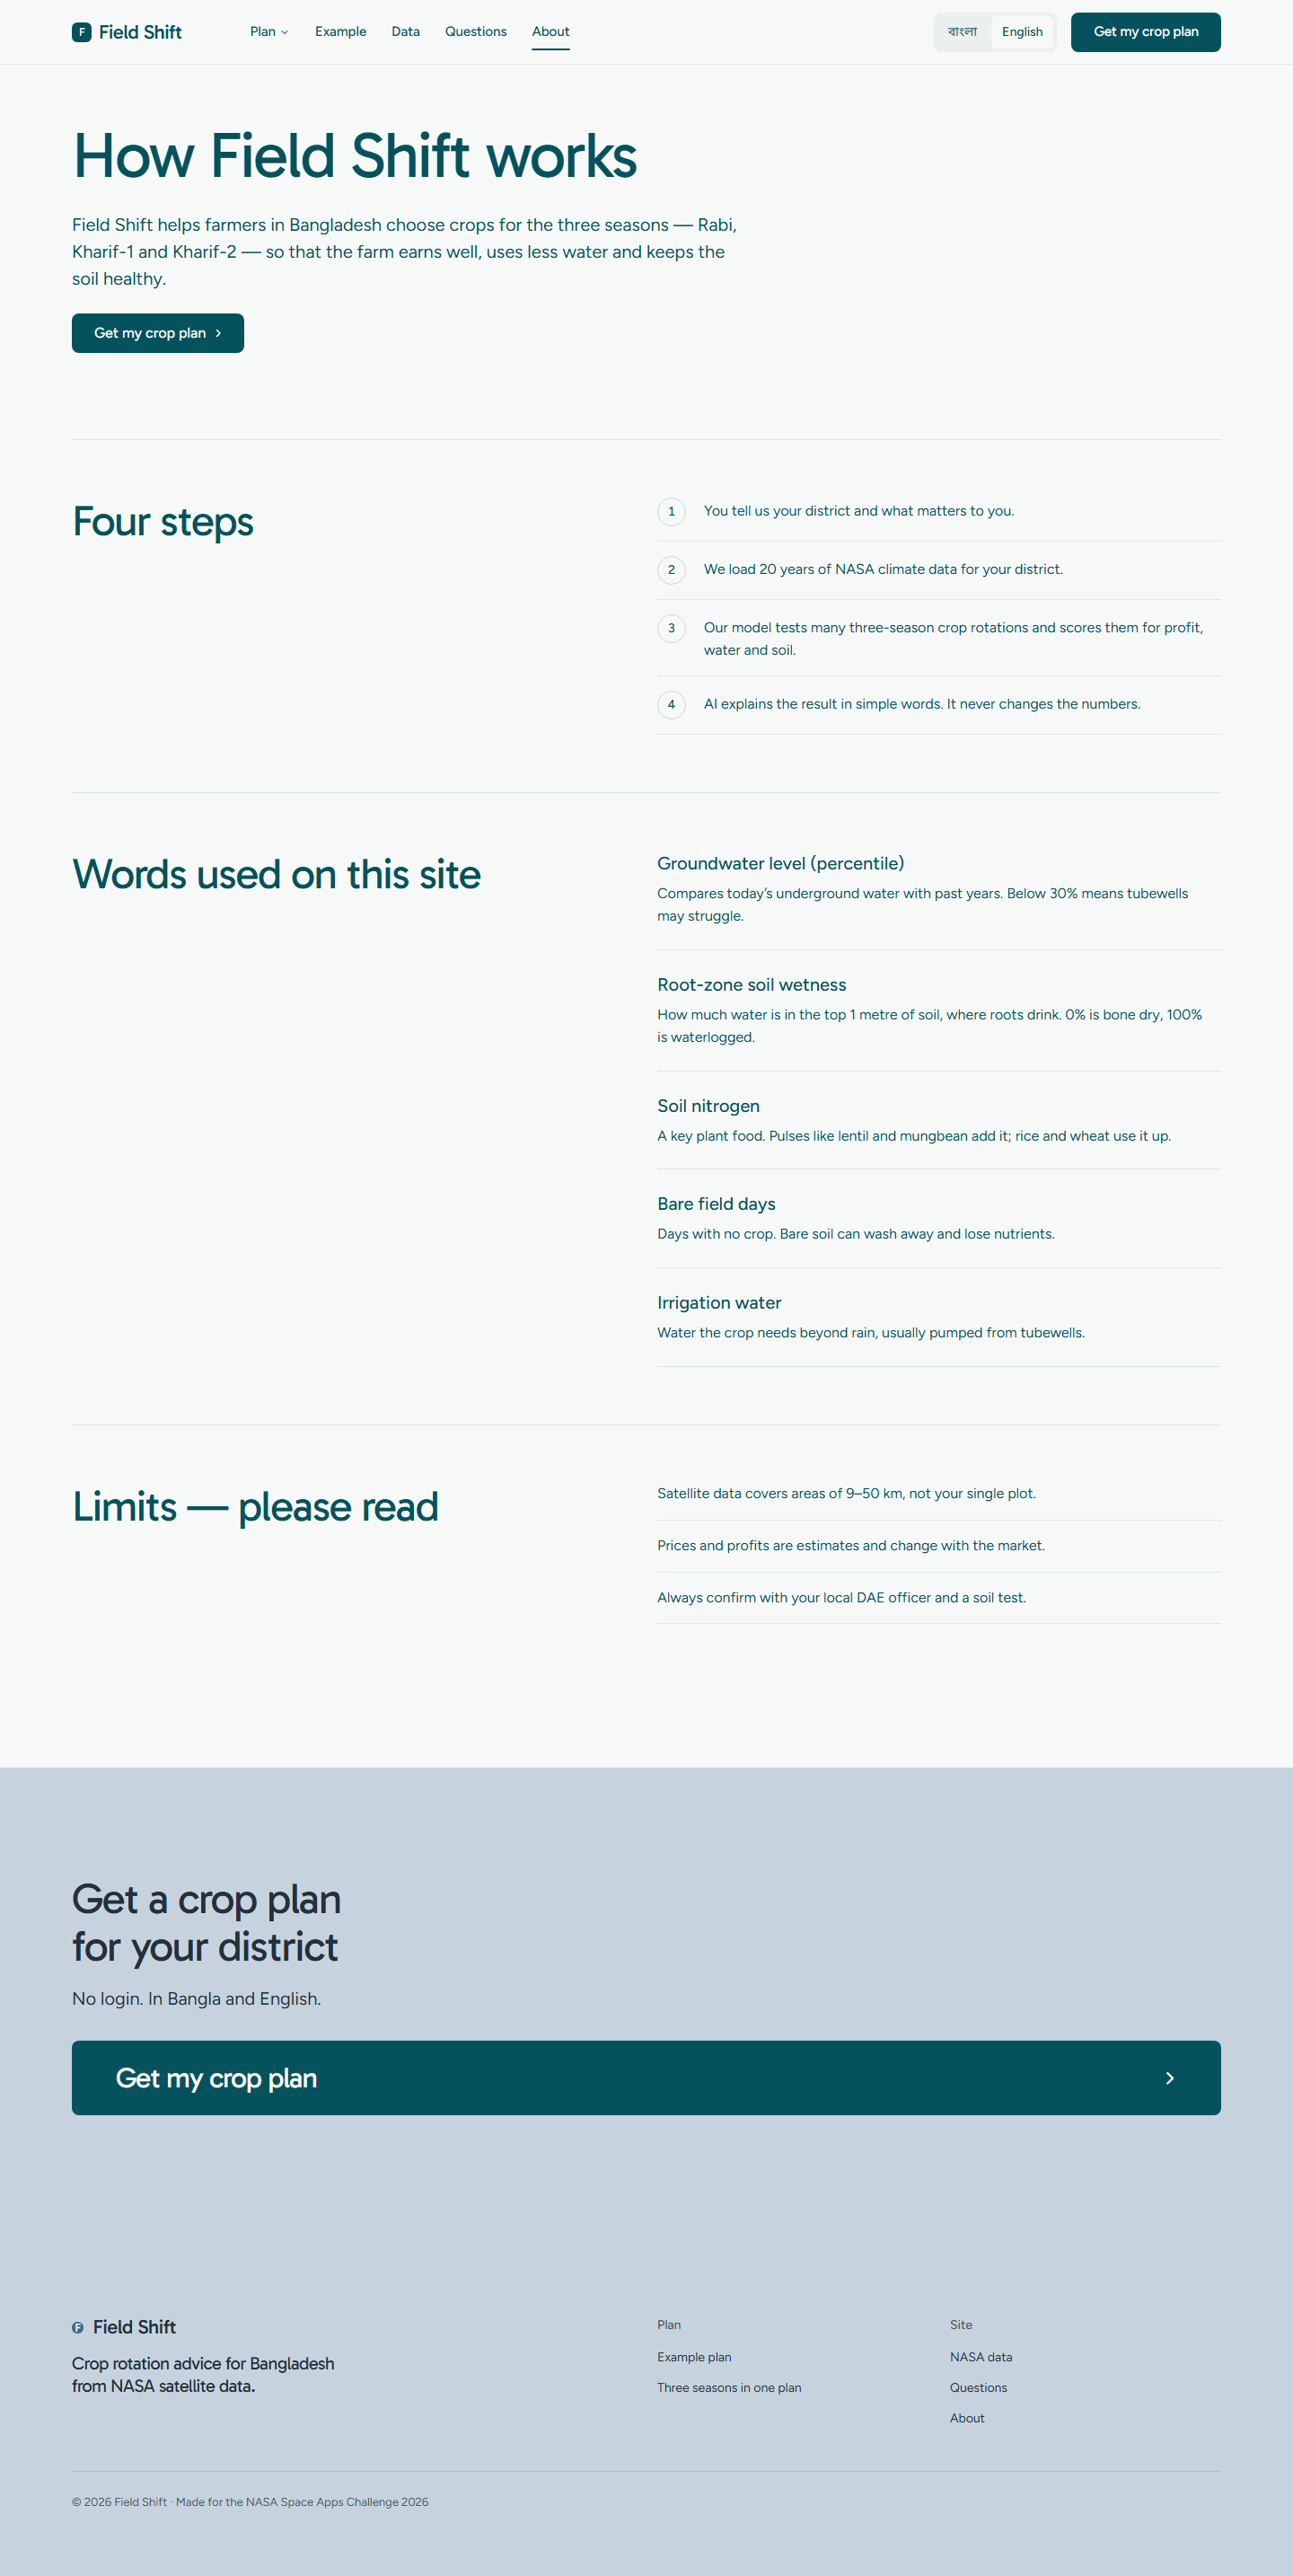 F Field Shift
Plan
Example
Data
Questions
About
বাংলা
English
Get my crop plan
How Field Shift works
Field Shift helps farmers in Bangladesh choose crops for the three seasons — Rabi,
Kharif-1 and Kharif-2 — so that the farm earns well, uses less water and keeps the
soil healthy.
Get my crop plan
Four steps
1 You tell us your district and what matters to you.
2 We load 20 years of NASA climate data for your district.
3 Our model tests many three-season crop rotations and scores them for profit,
water and soil.
4 AI explains the result in simple words. It never changes the numbers.
Words used on this site
Groundwater level (percentile)
Compares today’s underground water with past years. Below 30% means tubewells
may struggle.
Root-zone soil wetness
How much water is in the top 1 metre of soil, where roots drink. 0% is bone dry, 100%
is waterlogged.
Soil nitrogen
A key plant food. Pulses like lentil and mungbean add it; rice and wheat use it up.
Bare field days
Days with no crop. Bare soil can wash away and lose nutrients.
Irrigation water
Water the crop needs beyond rain, usually pumped from tubewells.
Limits — please read
Satellite data covers areas of 9–50 km, not your single plot.
Prices and profits are estimates and change with the market.
Always confirm with your local DAE officer and a soil test.
Get a crop plan
for your district
No login. In Bangla and English.
Get my crop plan
F Field Shift
Crop rotation advice for Bangladesh
from NASA satellite data.
Plan
Example plan
Three seasons in one plan
Site
NASA data
Questions
About
© 2026 Field Shift · Made for the NASA Space Apps Challenge 2026